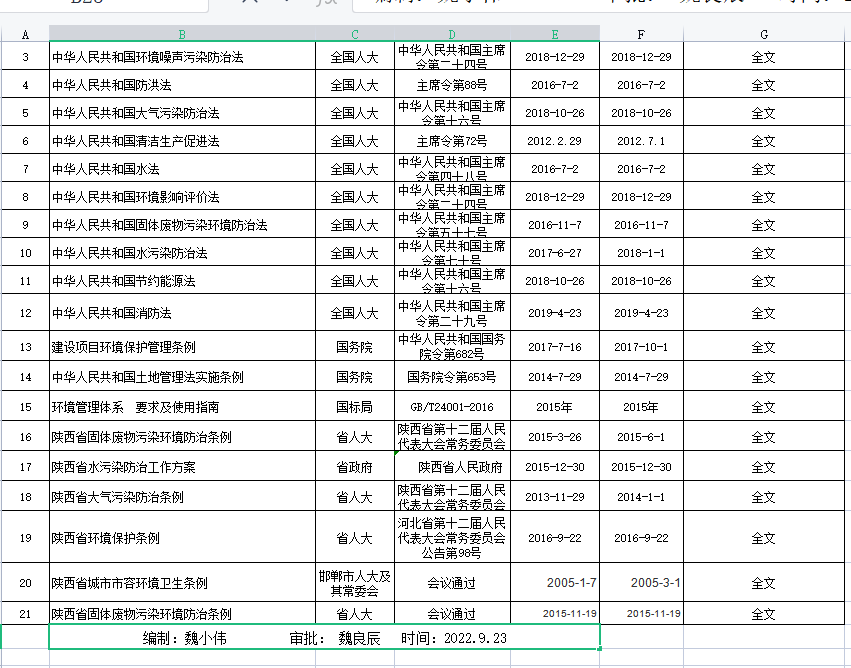 A B C D E F G
3 中华人民共和国环境噪声污染防治法 全国人大 中华人民共和国主席令第二十四号 2018-12-29 2018-12-29 全文
4 中华人民共和国防洪法 全国人大 主席令第88号 2016-7-2 2016-7-2 全文
5 中华人民共和国大气污染防治法 全国人大 中华人民共和国主席令第十六号 2018-10-26 2018-10-26 全文
6 中华人民共和国清洁生产促进法 全国人大 主席令第72号 2012.2.29 2012.7.1 全文
7 中华人民共和国水法 全国人大 中华人民共和国主席令第四十八号 2016-7-2 2016-7-2 全文
8 中华人民共和国环境影响评价法 全国人大 中华人民共和国主席令第二十四号 2018-12-29 2018-12-29 全文
9 中华人民共和国固体废物污染环境防治法 全国人大 中华人民共和国主席令第五十七号 2016-11-7 2016-11-7 全文
10 中华人民共和国水污染防治法 全国人大 中华人民共和国主席令第七十号 2017-6-27 2018-1-1 全文
11 中华人民共和国节约能源法 全国人大 中华人民共和国主席令第十六号 2018-10-26 2018-10-26 全文
12 中华人民共和国消防法 全国人大 中华人民共和国主席令第二十九号 2019-4-23 2019-4-23 全文
13 建设项目环境保护管理条例 国务院 中华人民共和国国务院令第682号 2017-7-16 2017-10-1 全文
14 中华人民共和国土地管理法实施条例 国务院 国务院令第653号 2014-7-29 2014-7-29 全文
15 环境管理体系 要求及使用指南 国标局 GB/T24001-2016 2015年 2015年 全文
16 陕西省固体废物污染环境防治条例 省人大 陕西省第十二届人民代表大会常务委员会 2015-3-26 2015-6-1 全文
17 陕西省水污染防治工作方案 省政府 陕西省人民政府 2015-12-30 2015-12-30 全文
18 陕西省大气污染防治条例 省人大 陕西省第十二届人民代表大会常务委员会 2013-11-29 2014-1-1 全文
19 陕西省环境保护条例 省人大 河北省第十二届人民代表大会常务委员会公告第98号 2016-9-22 2016-9-22 全文
20 陕西省城市市容环境卫生条例 邯郸市人大及其常委会 会议通过 2005-1-7 2005-3-1 全文
21 陕西省固体废物污染环境防治条例 省人大 会议通过 2015-11-19 2015-11-19 全文
编制：魏小伟 审批： 魏良辰 时间：2022.9.23